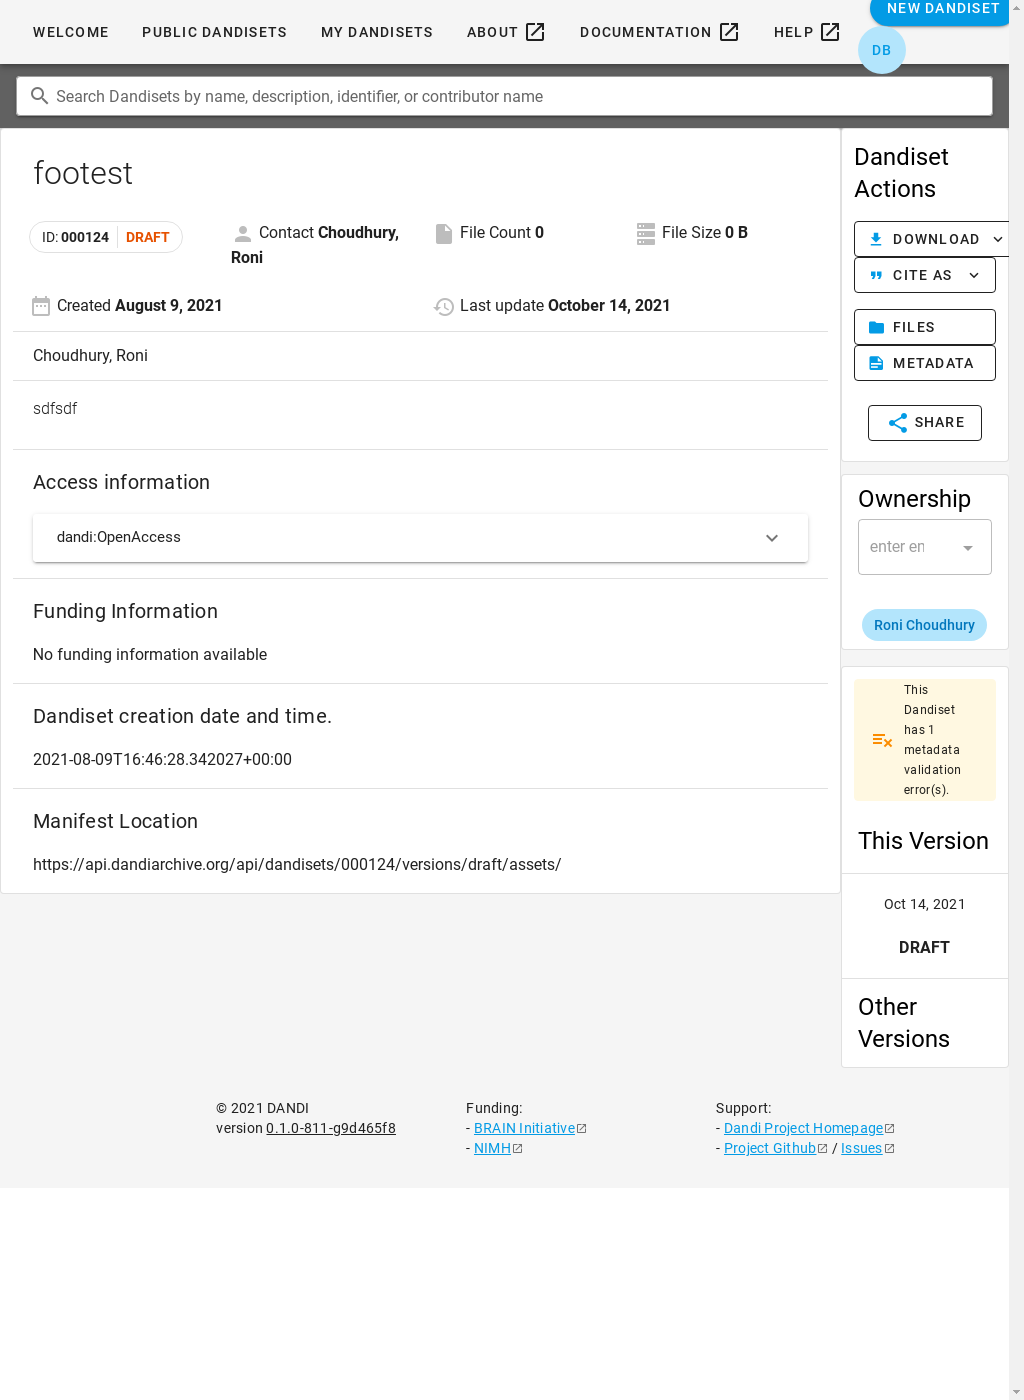 WELCOME PUBLIC DANDISETS MY DANDISETS ABOUT DOCUMENTATION HELP NEW DANDISET
DB
Search Dandisets by name, description, identifier, or contributor name
footest
ID: 000124 DRAFT
Contact Choudhury, Roni
File Count 0
File Size 0 B
Created August 9, 2021
Last update October 14, 2021
Choudhury, Roni
sdfsdf
Access information
dandi:OpenAccess
Funding Information
No funding information available
Dandiset creation date and time.
2021-08-09T16:46:28.342027+00:00
Manifest Location
https://api.dandiarchive.org/api/dandisets/000124/versions/draft/assets/
Dandiset
Actions
DOWNLOAD
CITE AS
FILES
METADATA
SHARE
Ownership
enter en
Roni Choudhury
This
Dandiset
has 1
metadata
validation
error(s).
This Version
Oct 14, 2021
DRAFT
Other
Versions
© 2021 DANDI
version 0.1.0-811-g9d465f8
Funding:
- BRAIN Initiative
- NIMH
Support:
- Dandi Project Homepage
- Project Github / Issues